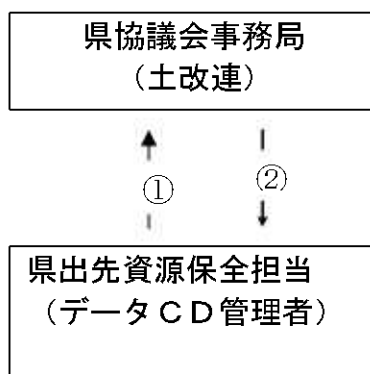 県協議会事務局
（土改連）
①
②
県出先資源保全担当
（データＣＤ管理者）